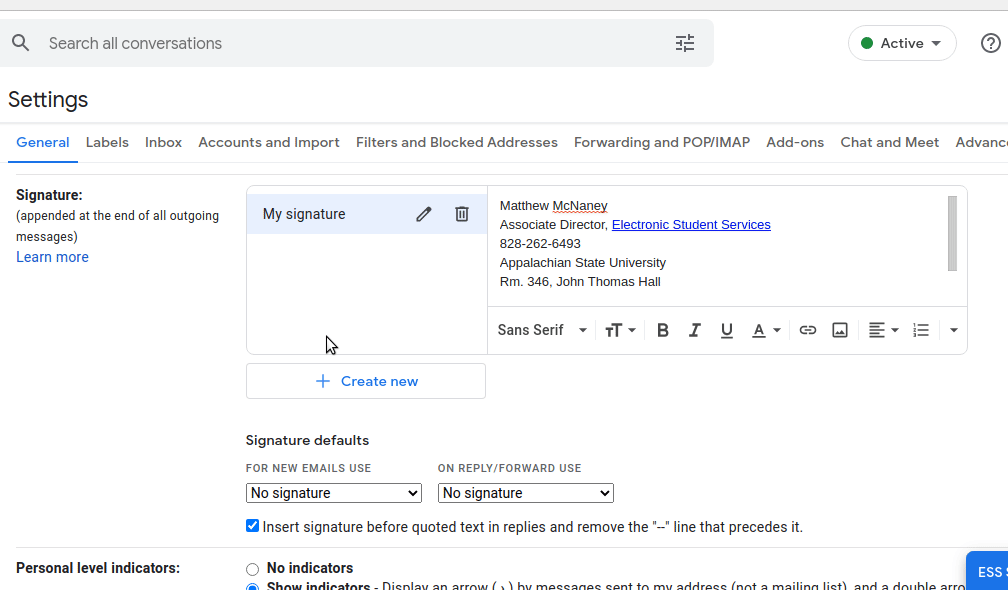 Search all conversations
Active
Settings
General Labels Inbox Accounts and Import Filters and Blocked Addresses Forwarding and POP/IMAP Add-ons Chat and Meet Advanc
Signature:
(appended at the end of all outgoing
messages)
Learn more
My signature
Matthew McNaney
Associate Director, Electronic Student Services
828-262-6493
Appalachian State University
Rm. 346, John Thomas Hall
Sans Serif
Create new
Signature defaults
FOR NEW EMAILS USE ON REPLY/FORWARD USE
No signature No signature
Insert signature before quoted text in replies and remove the "--" line that precedes it.
Personal level indicators:
No indicators
Show indicators - Display an arrow ( › ) by messages sent to my address (not a mailing list), and a double arro
ESS